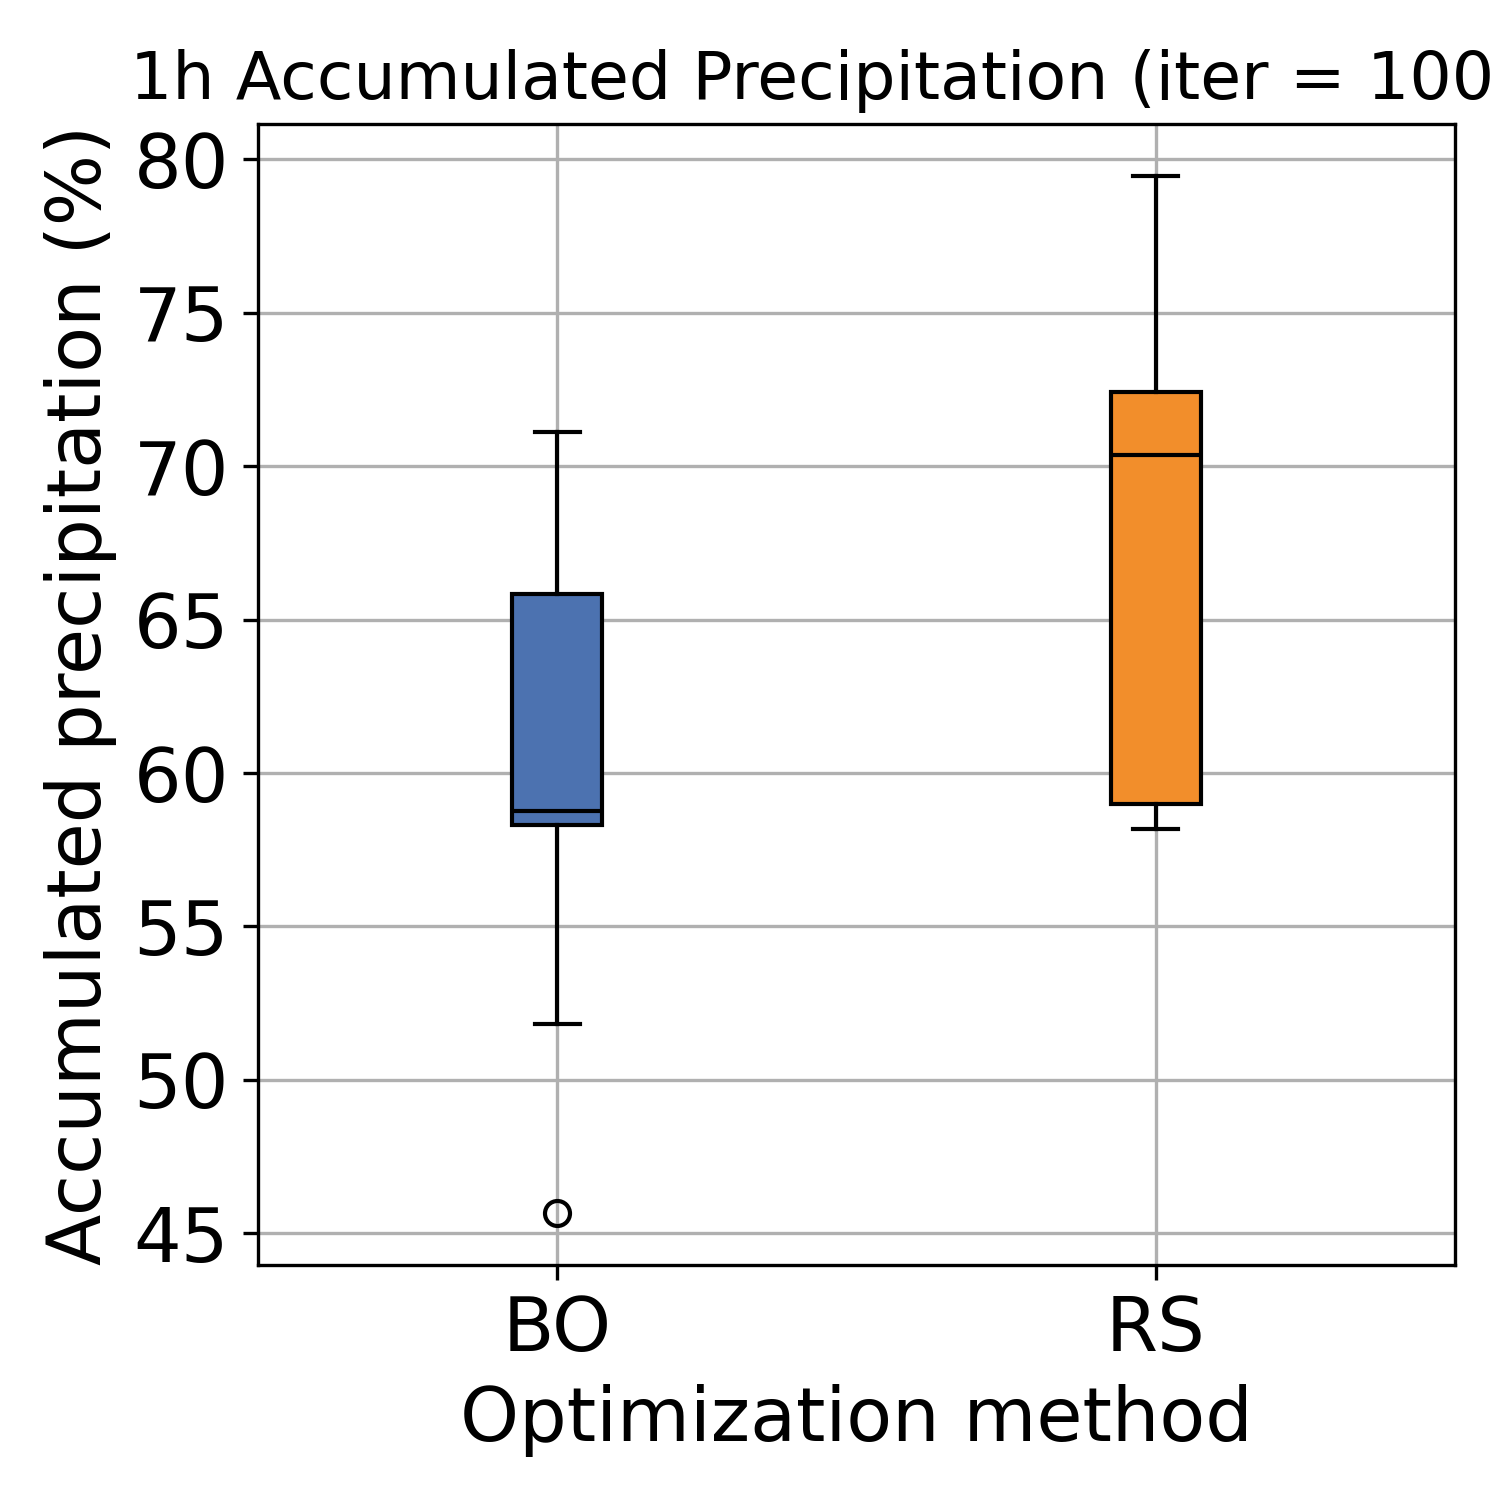 1h Accumulated Precipitation (iter = 100
Accumulated precipitation (%)
80
75
70
65
60
55
50
45
BO
RS
Optimization method